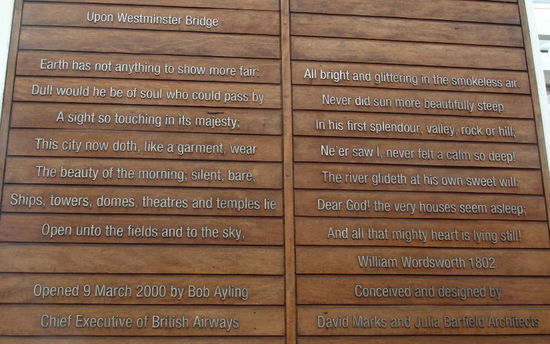 Upon Westminster Bridge
Earth has not anything to show more fair:
Dull would he be of soul who could pass by
A sight so touching in its majesty;
This city now doth, like a garment, wear
The beauty of the morning; silent, bare,
Ships, towers, domes, theatres and temples lie
Open unto the fields and to the sky,
All bright and glittering in the smokeless air.
Never did sun more beautifully steep
In his first splendour, valley, rock or hill;
Ne'er saw I, never felt a calm so deep!
The river glideth at his own sweet will:
Dear God! the very houses seem asleep;
And all that mighty heart is lying still!
William Wordsworth 1802
Opened 9 March 2000 by Bob Ayling
Chief Executive of British Airways
Conceived and designed by
David Marks and Julia Barfield Architects